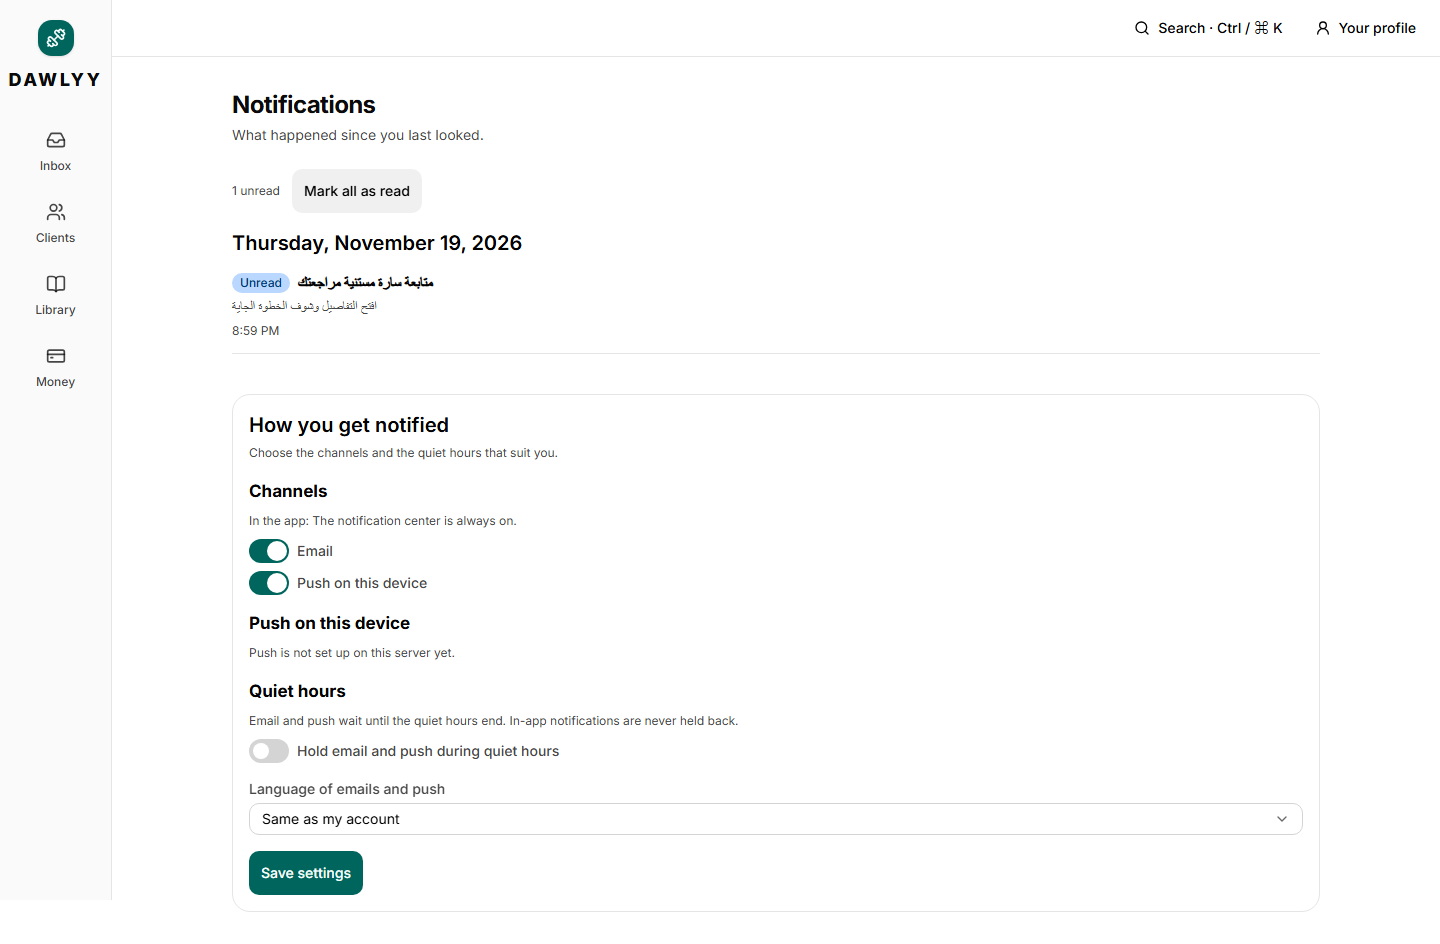 DAWLYY
Inbox
Clients
Library
Money
Search · Ctrl / ⌘ K
Your profile
Notifications
What happened since you last looked.
1 unread
Mark all as read
Thursday, November 19, 2026
Unread
متابعة سارة مستنية مراجعتك
افتح التفاصيل وشوف الخطوة الجاية
8:59 PM
How you get notified
Choose the channels and the quiet hours that suit you.
Channels
In the app: The notification center is always on.
Email
Push on this device
Push on this device
Push is not set up on this server yet.
Quiet hours
Email and push wait until the quiet hours end. In-app notifications are never held back.
Hold email and push during quiet hours
Language of emails and push
Same as my account
Save settings